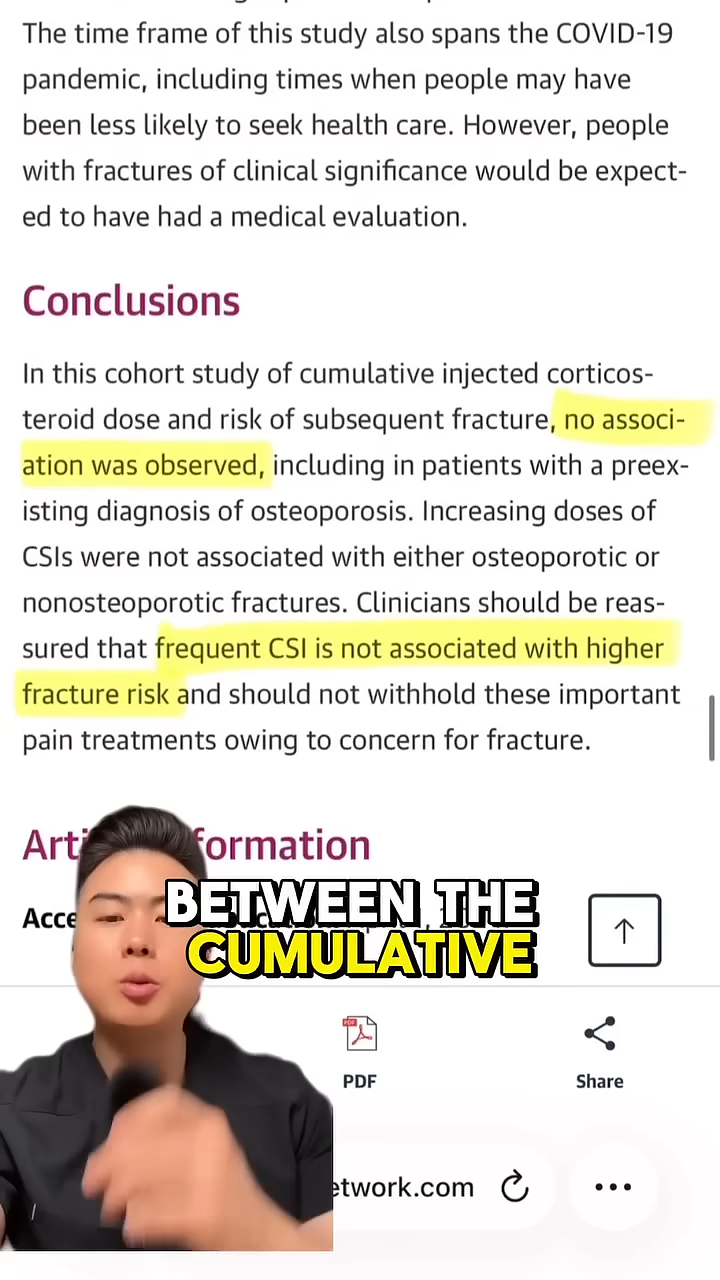 The time frame of this study also spans the COVID-19
pandemic, including times when people may have
been less likely to seek health care. However, people
with fractures of clinical significance would be expect-
ed to have had a medical evaluation.
Conclusions
In this cohort study of cumulative injected corticos-
teroid dose and risk of subsequent fracture, no associ-
ation was observed, including in patients with a preex-
isting diagnosis of osteoporosis. Increasing doses of
CSIs were not associated with either osteoporotic or
nonosteoporotic fractures. Clinicians should be reas-
sured that frequent CSI is not associated with higher
fracture risk and should not withhold these important
pain treatments owing to concern for fracture.
Arti formation
Acce
BETWEEN THE
CUMULATIVE
PDF
PDF
Share
etwork.com